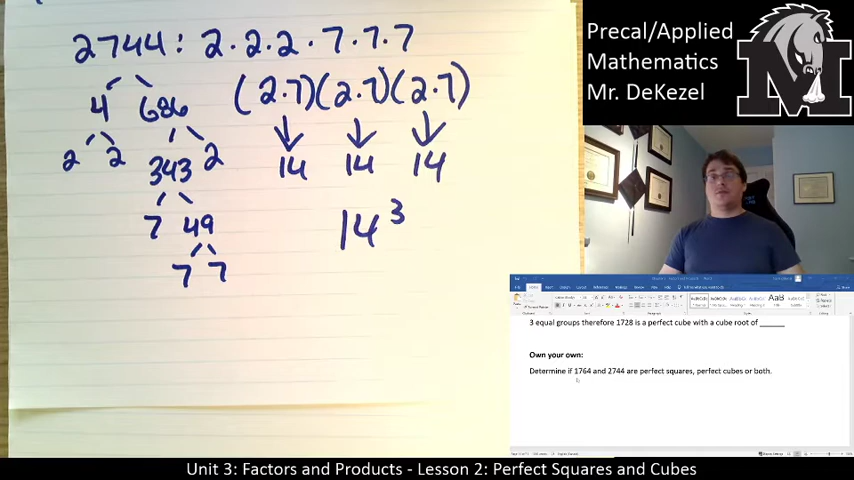 2744: 2·2·2·7·7·7
4 686 (2·7)(2·7)(2·7)
2 2 343 2 14 14 14
7 49 14³
7 7
Precal/Applied
Mathematics
Mr. DeKezel
M
3 equal groups therefore 1728 is a perfect cube with a cube root of ______
Own your own:
Determine if 1764 and 2744 are perfect squares, perfect cubes or both.
Unit 3: Factors and Products - Lesson 2: Perfect Squares and Cubes